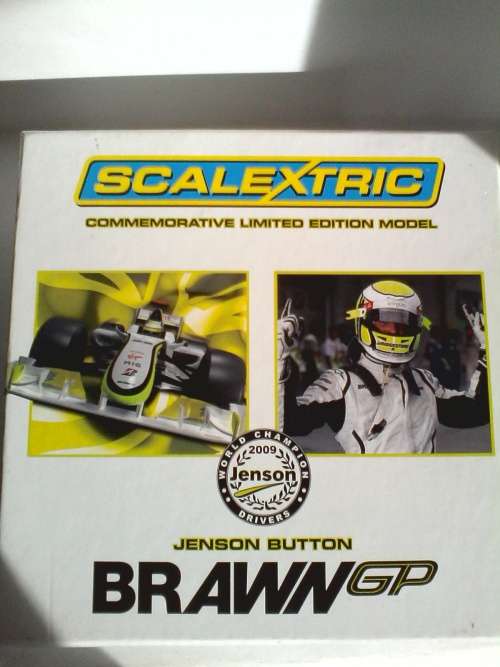 SCALEXTRIC
COMMEMORATIVE LIMITED EDITION MODEL
WORLD CHAMPION
2009
Jenson
DRIVERS
JENSON BUTTON
BRAWN GP